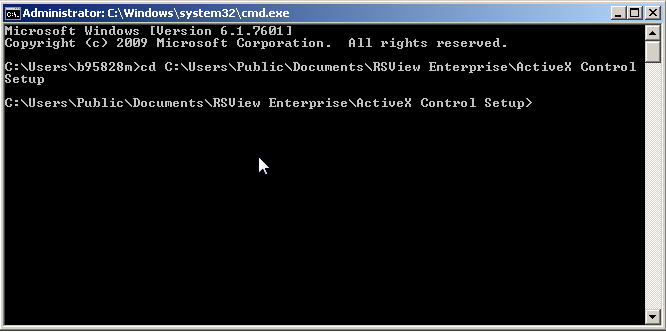 Administrator: C:\Windows\system32\cmd.exe
Microsoft Windows [Version 6.1.7601]
Copyright (c) 2009 Microsoft Corporation.  All rights reserved.
C:\Users\b95828m>cd C:\Users\Public\Documents\RSView Enterprise\ActiveX Control
Setup
C:\Users\Public\Documents\RSView Enterprise\ActiveX Control Setup>